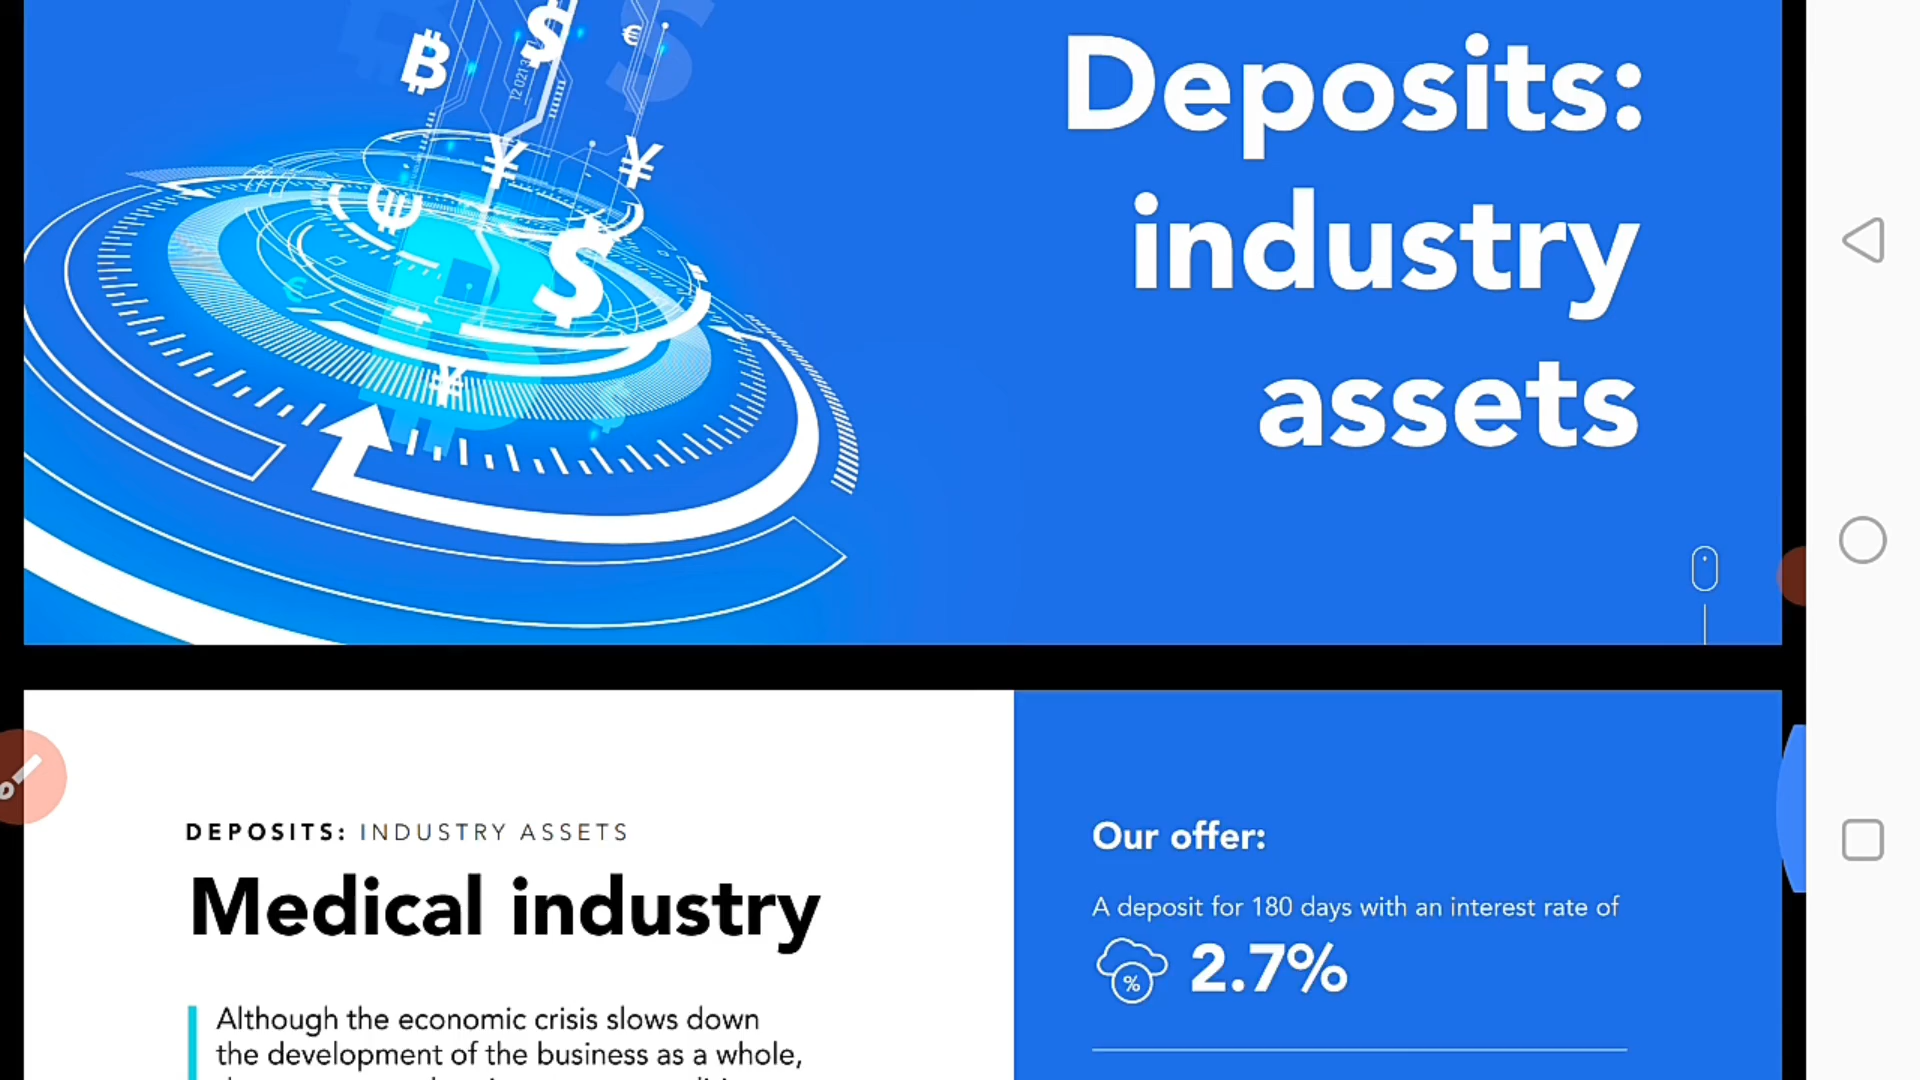 Deposits:
industry
assets
DEPOSITS: INDUSTRY ASSETS
Medical industry
Although the economic crisis slows down
the development of the business as a whole,
Our offer:
A deposit for 180 days with an interest rate of
2.7%